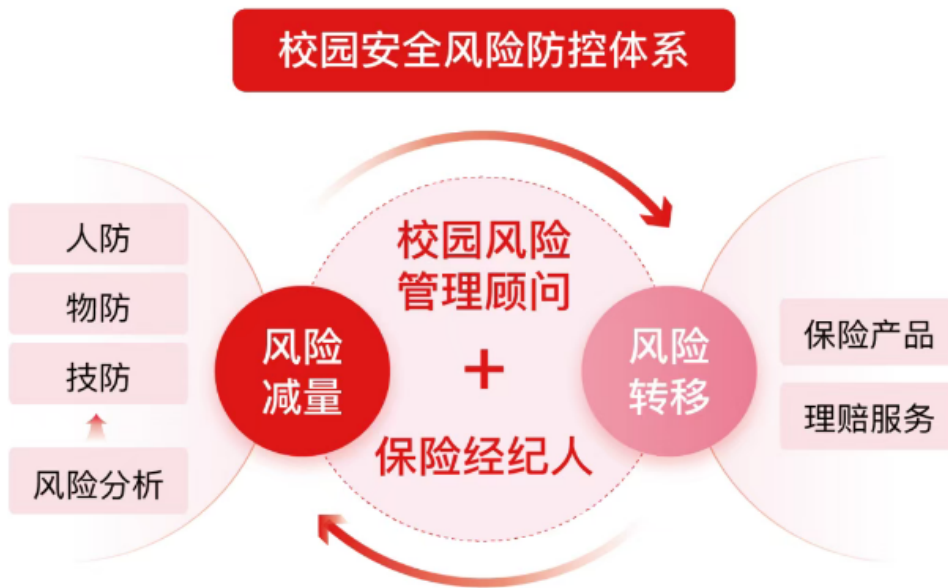 校园安全风险防控体系
人防
物防
技防
风险分析
风险
减量
校园风险
管理顾问
+
保险经纪人
风险
转移
保险产品
理赔服务